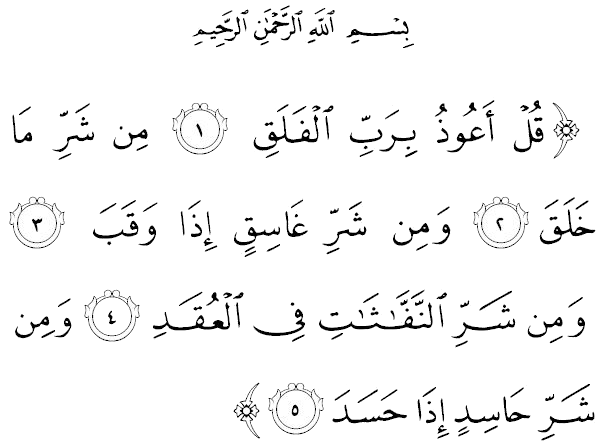 بِسْمِ ٱللَّهِ ٱلرَّحْمَٰنِ ٱلرَّحِيمِ
﴿ قُلْ أَعُوذُ بِرَبِّ ٱلْفَلَقِ ١ مِن شَرِّ مَا
خَلَقَ ٢ وَمِن شَرِّ غَاسِقٍ إِذَا وَقَبَ ٣
وَمِن شَرِّ ٱلنَّفَّٰثَٰتِ فِى ٱلْعُقَدِ ٤ وَمِن
شَرِّ حَاسِدٍ إِذَا حَسَدَ ٥ ﴾